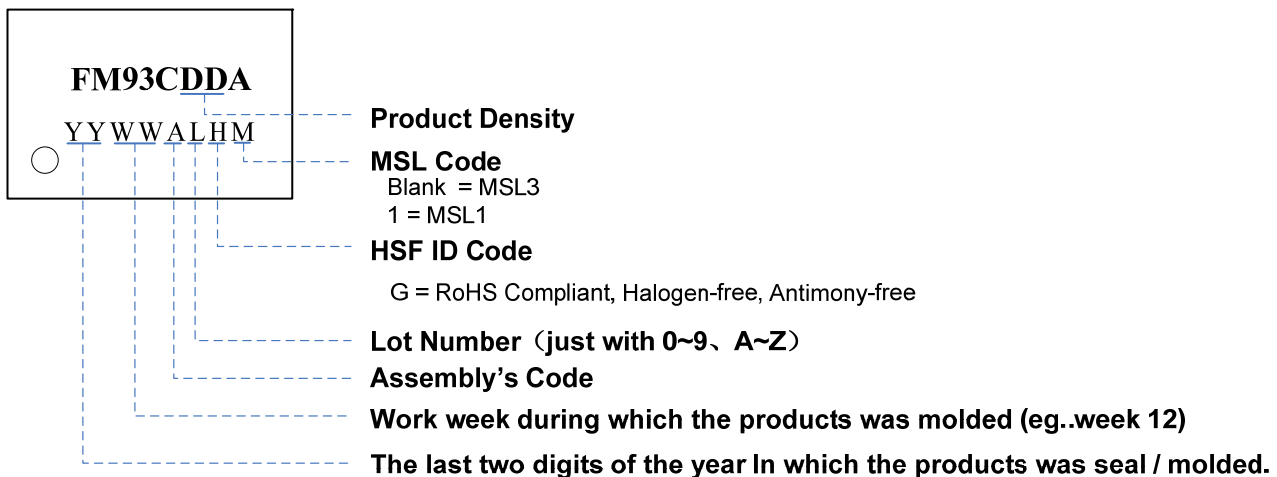 FM93CDDA
YYWWALHM
Product Density
MSL Code
Blank = MSL3
1 = MSL1
HSF ID Code
G = RoHS Compliant, Halogen-free, Antimony-free
Lot Number（just with 0~9、A~Z）
Assembly’s Code
Work week during which the products was molded (eg..week 12)
The last two digits of the year In which the products was seal / molded.